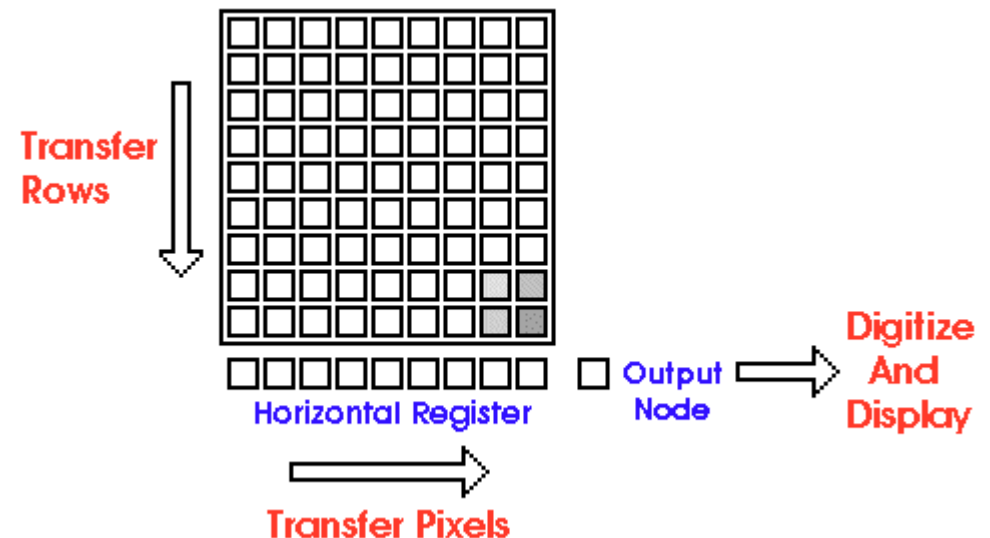 Transfer
Rows
Output
Node
Digitize
And
Display
Horizontal Register
Transfer Pixels